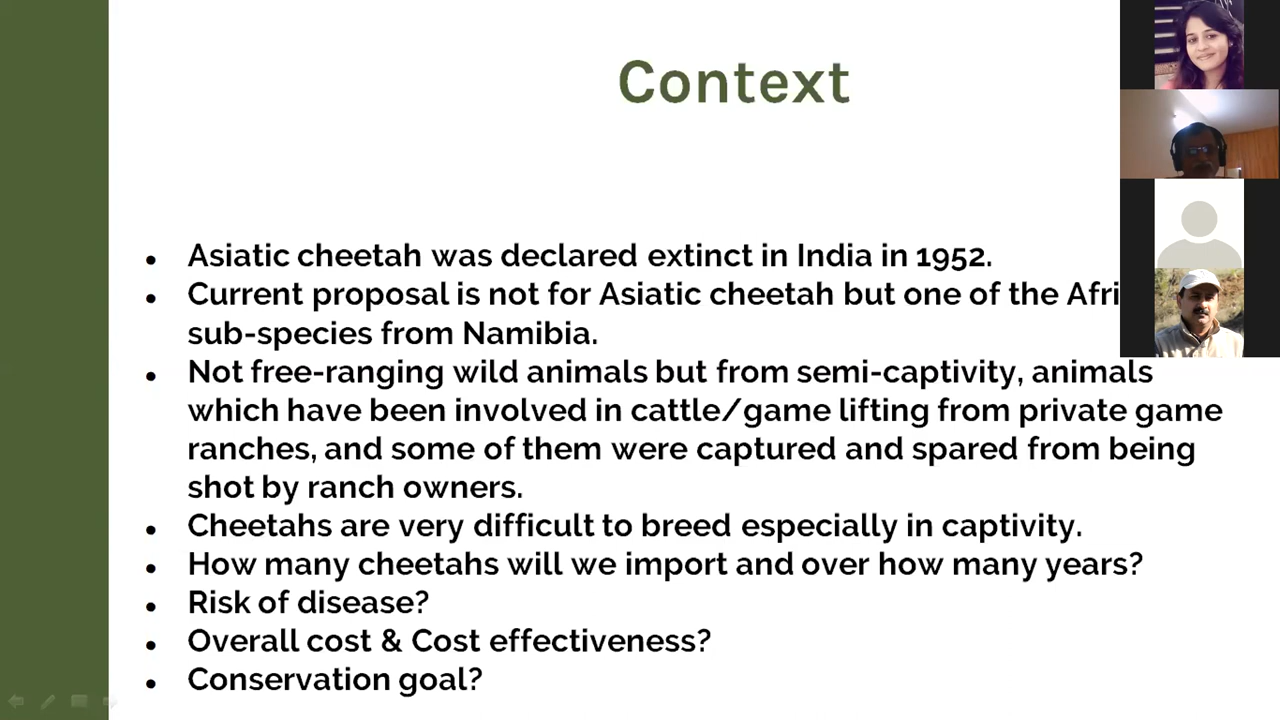 Context
• Asiatic cheetah was declared extinct in India in 1952.
• Current proposal is not for Asiatic cheetah but one of the Afri
sub-species from Namibia.
• Not free-ranging wild animals but from semi-captivity, animals
which have been involved in cattle/game lifting from private game
ranches, and some of them were captured and spared from being
shot by ranch owners.
• Cheetahs are very difficult to breed especially in captivity.
• How many cheetahs will we import and over how many years?
• Risk of disease?
• Overall cost & Cost effectiveness?
• Conservation goal?